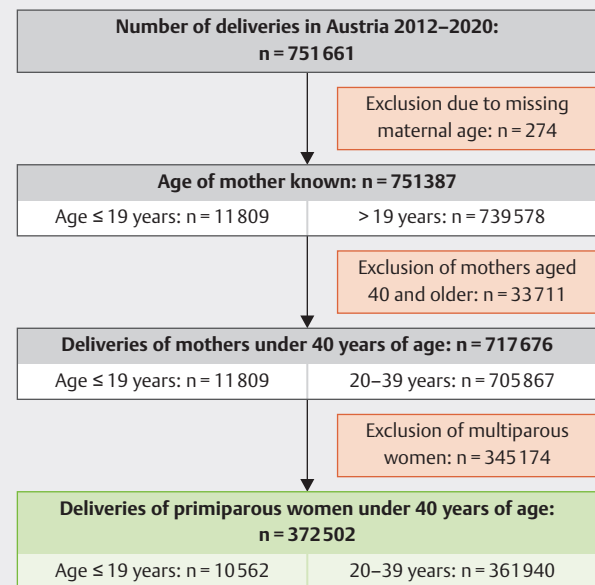 Number of deliveries in Austria 2012–2020:
n = 751 661
Exclusion due to missing
maternal age: n = 274
Age of mother known: n = 751 387
Age ≤ 19 years: n = 11 809
> 19 years: n = 739 578
Exclusion of mothers aged
40 and older: n = 33 711
Deliveries of mothers under 40 years of age: n = 717 676
Age ≤ 19 years: n = 11 809
20–39 years: n = 705 867
Exclusion of multiparous
women: n = 345 174
Deliveries of primiparous women under 40 years of age:
n = 372 502
Age ≤ 19 years: n = 10 562
20–39 years: n = 361 940